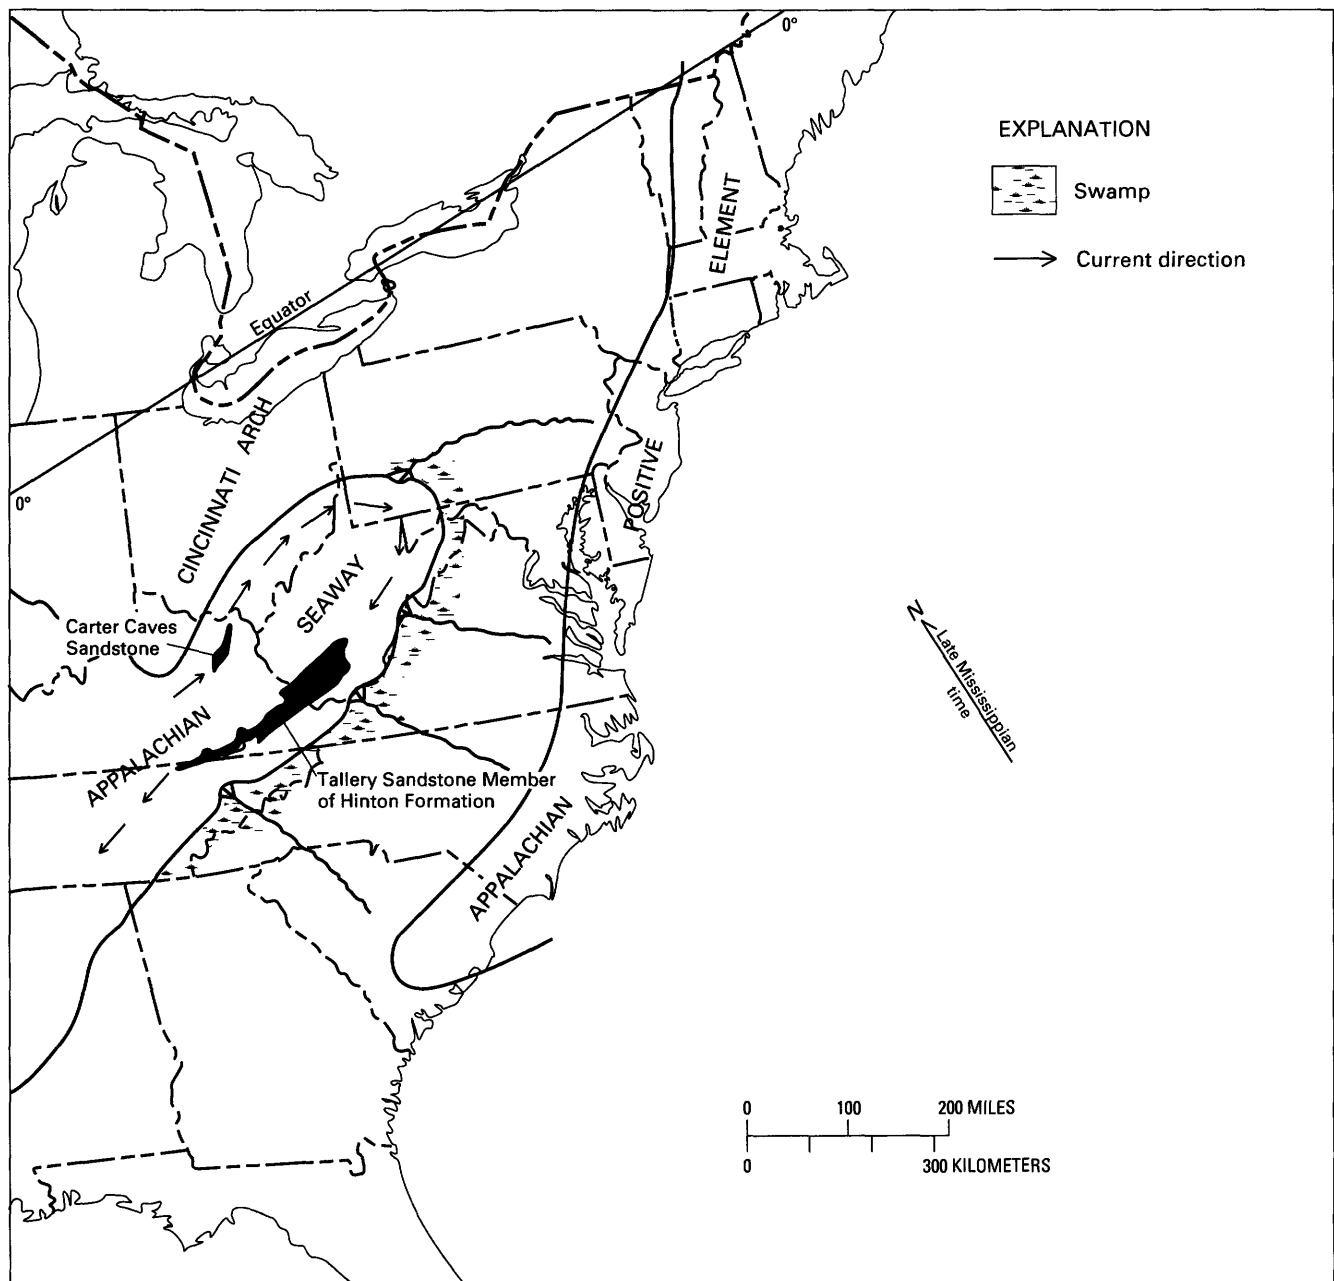 0°
EXPLANATION
Swamp
Current direction
ELEMENT
Equator
CINCINNATI ARCH
0°
POSITIVE
SEAWAY
Carter Caves
Sandstone
N
Late Mississippian
time
APPALACHIAN
Tallery Sandstone Member
of Hinton Formation
APPALACHIAN
0 100 200 MILES
0 300 KILOMETERS